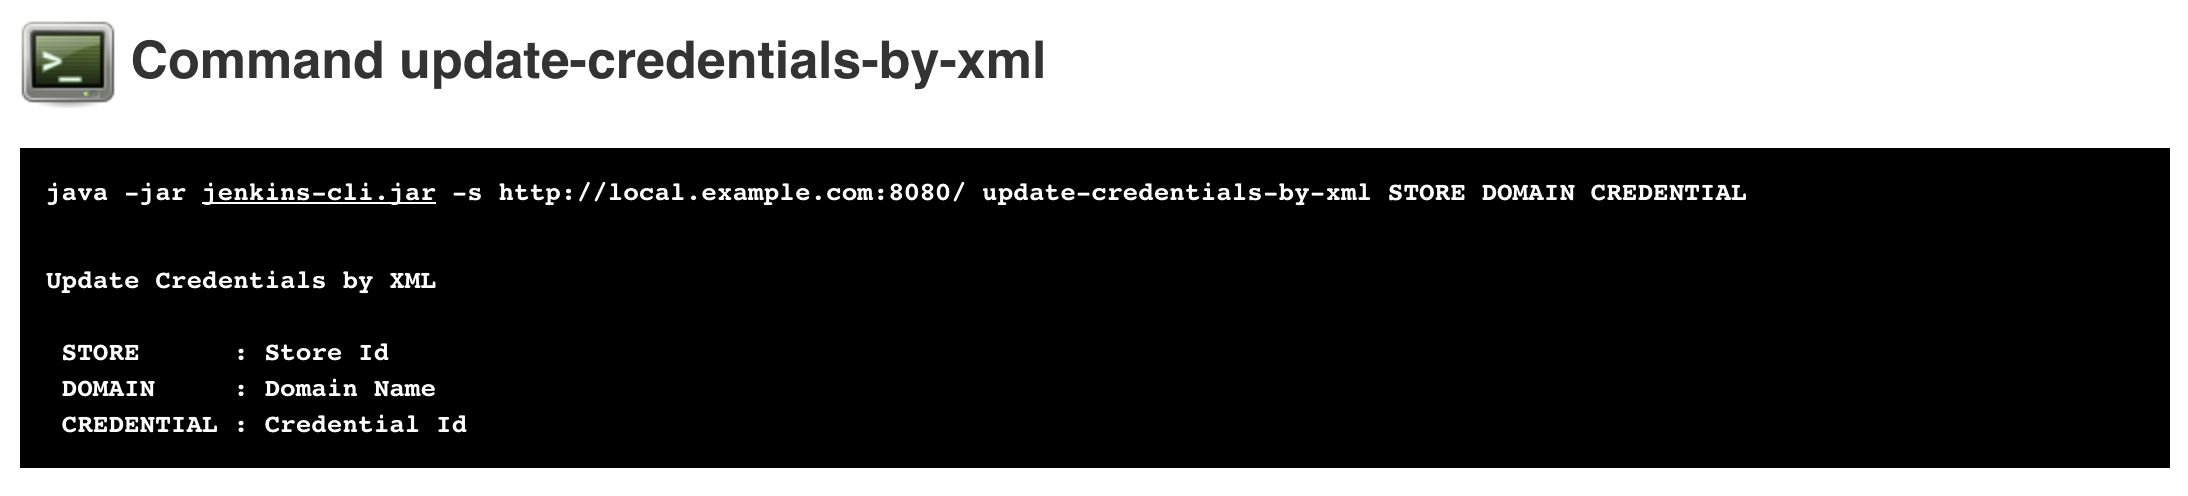 >_
Command update-credentials-by-xml
java -jar jenkins-cli.jar -s http://local.example.com:8080/ update-credentials-by-xml STORE DOMAIN CREDENTIAL
Update Credentials by XML
STORE      : Store Id
DOMAIN     : Domain Name
CREDENTIAL : Credential Id